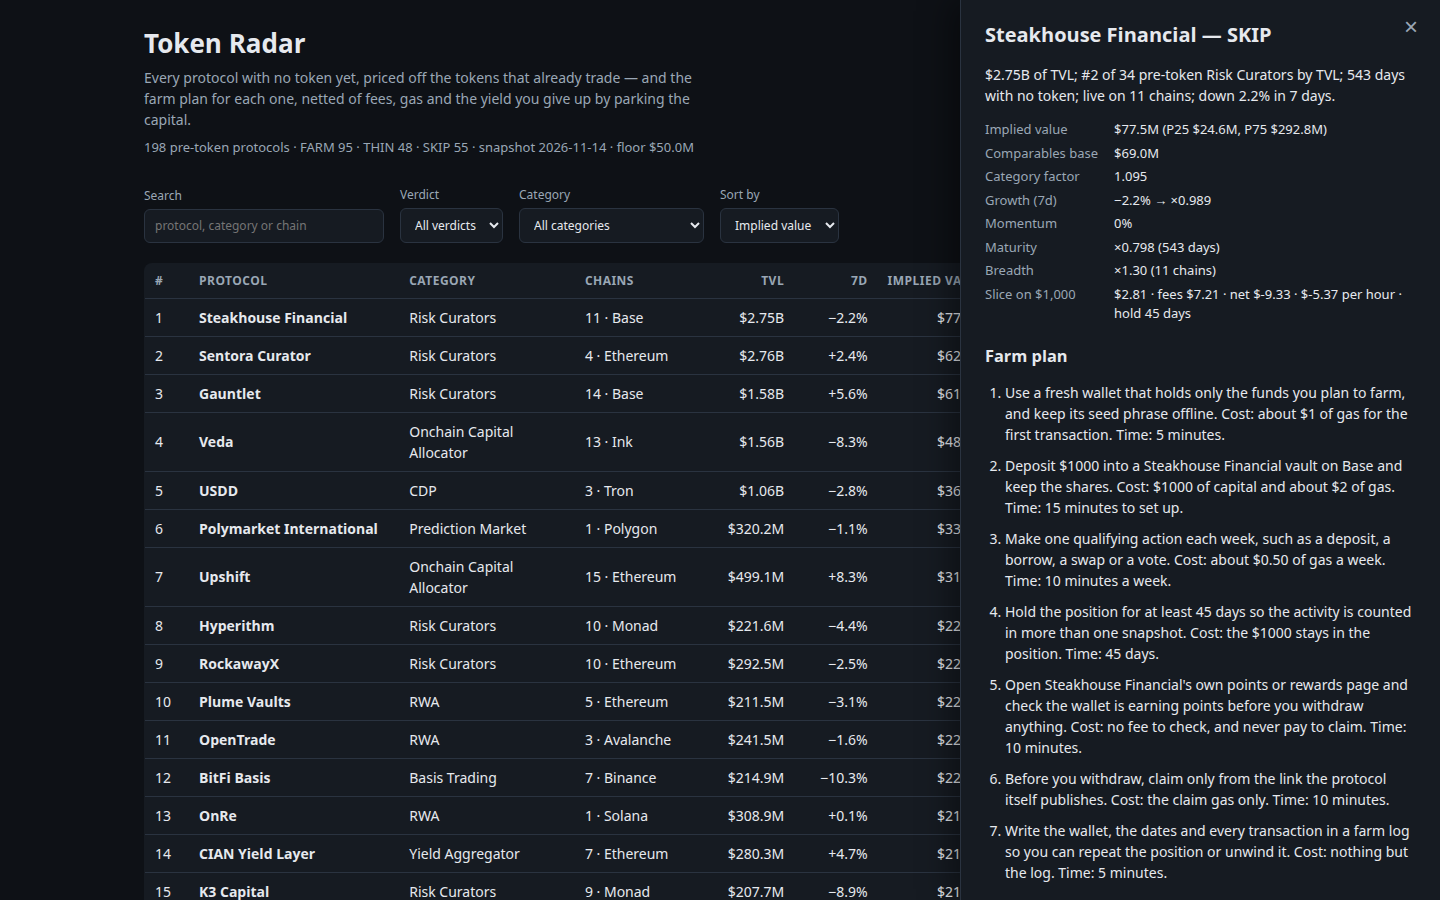 Token Radar
Every protocol with no token yet, priced off the tokens that already trade — and the
farm plan for each one, netted of fees, gas and the yield you give up by parking the
capital.
198 pre-token protocols · FARM 95 · THIN 48 · SKIP 55 · snapshot 2026-11-14 · floor $50.0M
Search
Verdict
Category
Sort by
protocol, category or chain
All verdicts
All categories
Implied value
# PROTOCOL CATEGORY CHAINS TVL 7D IMPLIED VA
1 Steakhouse Financial Risk Curators 11 · Base $2.75B −2.2% $77
2 Sentora Curator Risk Curators 4 · Ethereum $2.76B +2.4% $62
3 Gauntlet Risk Curators 14 · Base $1.58B +5.6% $61
4 Veda Onchain Capital Allocator 13 · Ink $1.56B −8.3% $48
5 USDD CDP 3 · Tron $1.06B −2.8% $36
6 Polymarket International Prediction Market 1 · Polygon $320.2M −1.1% $33
7 Upshift Onchain Capital Allocator 15 · Ethereum $499.1M +8.3% $31
8 Hyperithm Risk Curators 10 · Monad $221.6M −4.4% $22
9 RockawayX Risk Curators 10 · Ethereum $292.5M −2.5% $22
10 Plume Vaults RWA 5 · Ethereum $211.5M −3.1% $22
11 OpenTrade RWA 3 · Avalanche $241.5M −1.6% $22
12 BitFi Basis Basis Trading 7 · Binance $214.9M −10.3% $22
13 OnRe RWA 1 · Solana $308.9M +0.1% $21
14 CIAN Yield Layer Yield Aggregator 7 · Ethereum $280.3M +4.7% $21
15 K3 Capital Risk Curators 9 · Monad $207.7M −8.9% $21
Steakhouse Financial — SKIP
×
$2.75B of TVL; #2 of 34 pre-token Risk Curators by TVL; 543 days
with no token; live on 11 chains; down 2.2% in 7 days.
Implied value $77.5M (P25 $24.6M, P75 $292.8M)
Comparables base $69.0M
Category factor 1.095
Growth (7d) −2.2% → ×0.989
Momentum 0%
Maturity ×0.798 (543 days)
Breadth ×1.30 (11 chains)
Slice on $1,000 $2.81 · fees $7.21 · net $-9.33 · $-5.37 per hour ·
hold 45 days
Farm plan
1. Use a fresh wallet that holds only the funds you plan to farm,
and keep its seed phrase offline. Cost: about $1 of gas for the
first transaction. Time: 5 minutes.
2. Deposit $1000 into a Steakhouse Financial vault on Base and
keep the shares. Cost: $1000 of capital and about $2 of gas.
Time: 15 minutes to set up.
3. Make one qualifying action each week, such as a deposit, a
borrow, a swap or a vote. Cost: about $0.50 of gas a week.
Time: 10 minutes a week.
4. Hold the position for at least 45 days so the activity is counted
in more than one snapshot. Cost: the $1000 stays in the
position. Time: 45 days.
5. Open Steakhouse Financial's own points or rewards page and
check the wallet is earning points before you withdraw
anything. Cost: no fee to check, and never pay to claim. Time:
10 minutes.
6. Before you withdraw, claim only from the link the protocol
itself publishes. Cost: the claim gas only. Time: 10 minutes.
7. Write the wallet, the dates and every transaction in a farm log
so you can repeat the position or unwind it. Cost: nothing but
the log. Time: 5 minutes.